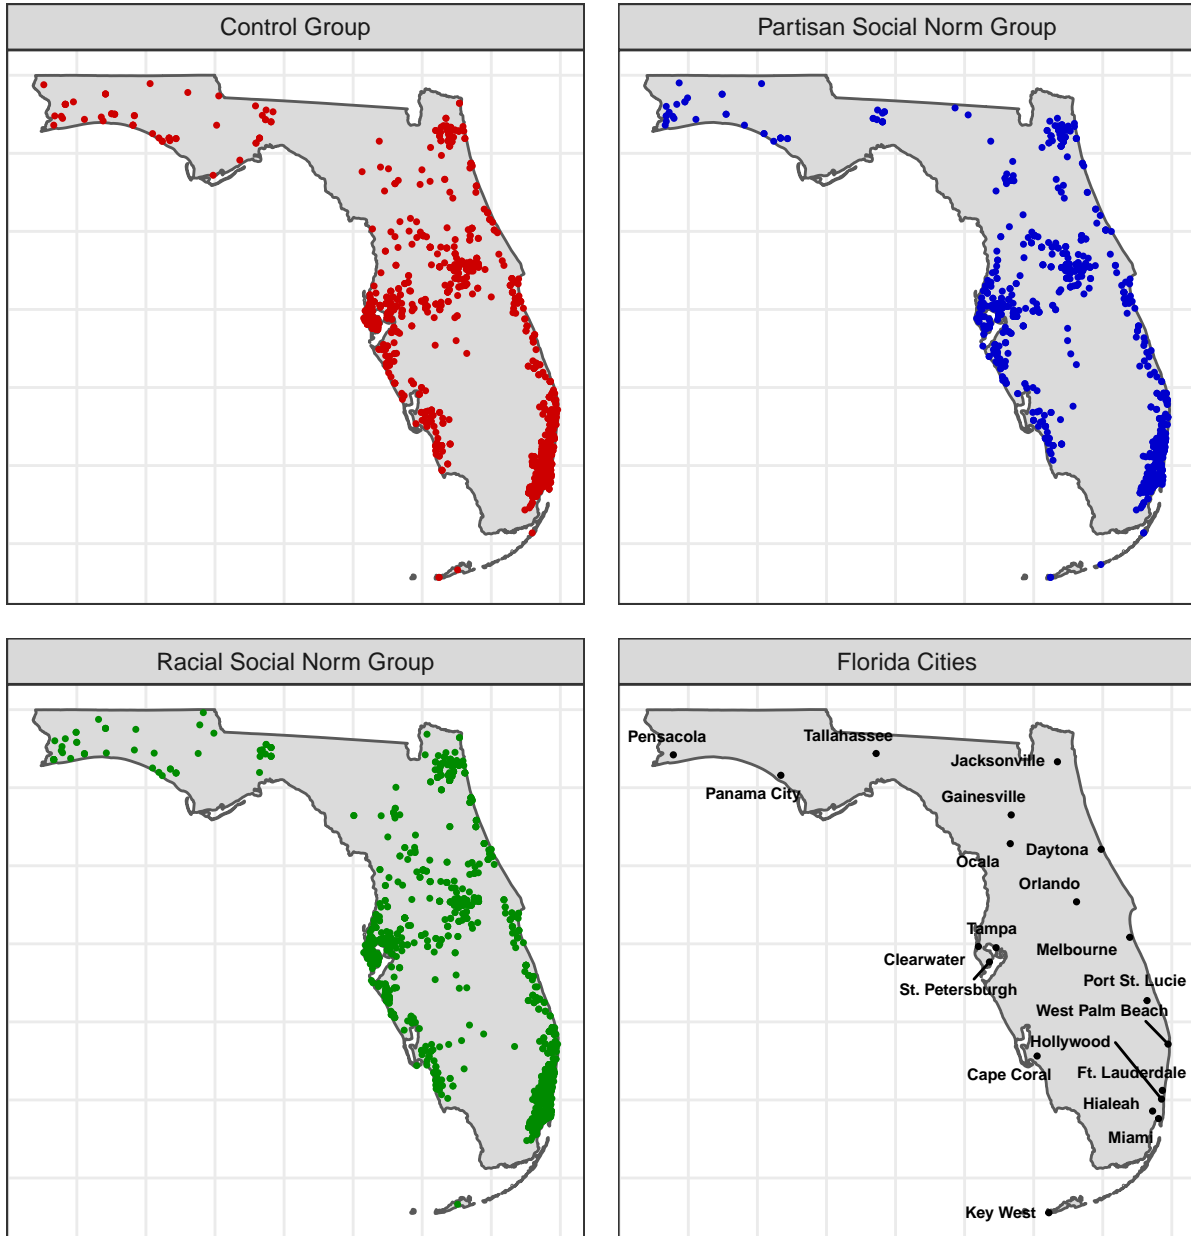 Control Group
Partisan Social Norm Group
Racial Social Norm Group
Florida Cities
Pensacola
Tallahassee
Jacksonville
Panama City
Gainesville
Ocala
Daytona
Orlando
Tampa
Clearwater
Melbourne
St. Petersburgh
Port St. Lucie
West Palm Beach
Hollywood
Cape Coral
Ft. Lauderdale
Hialeah
Miami
Key West